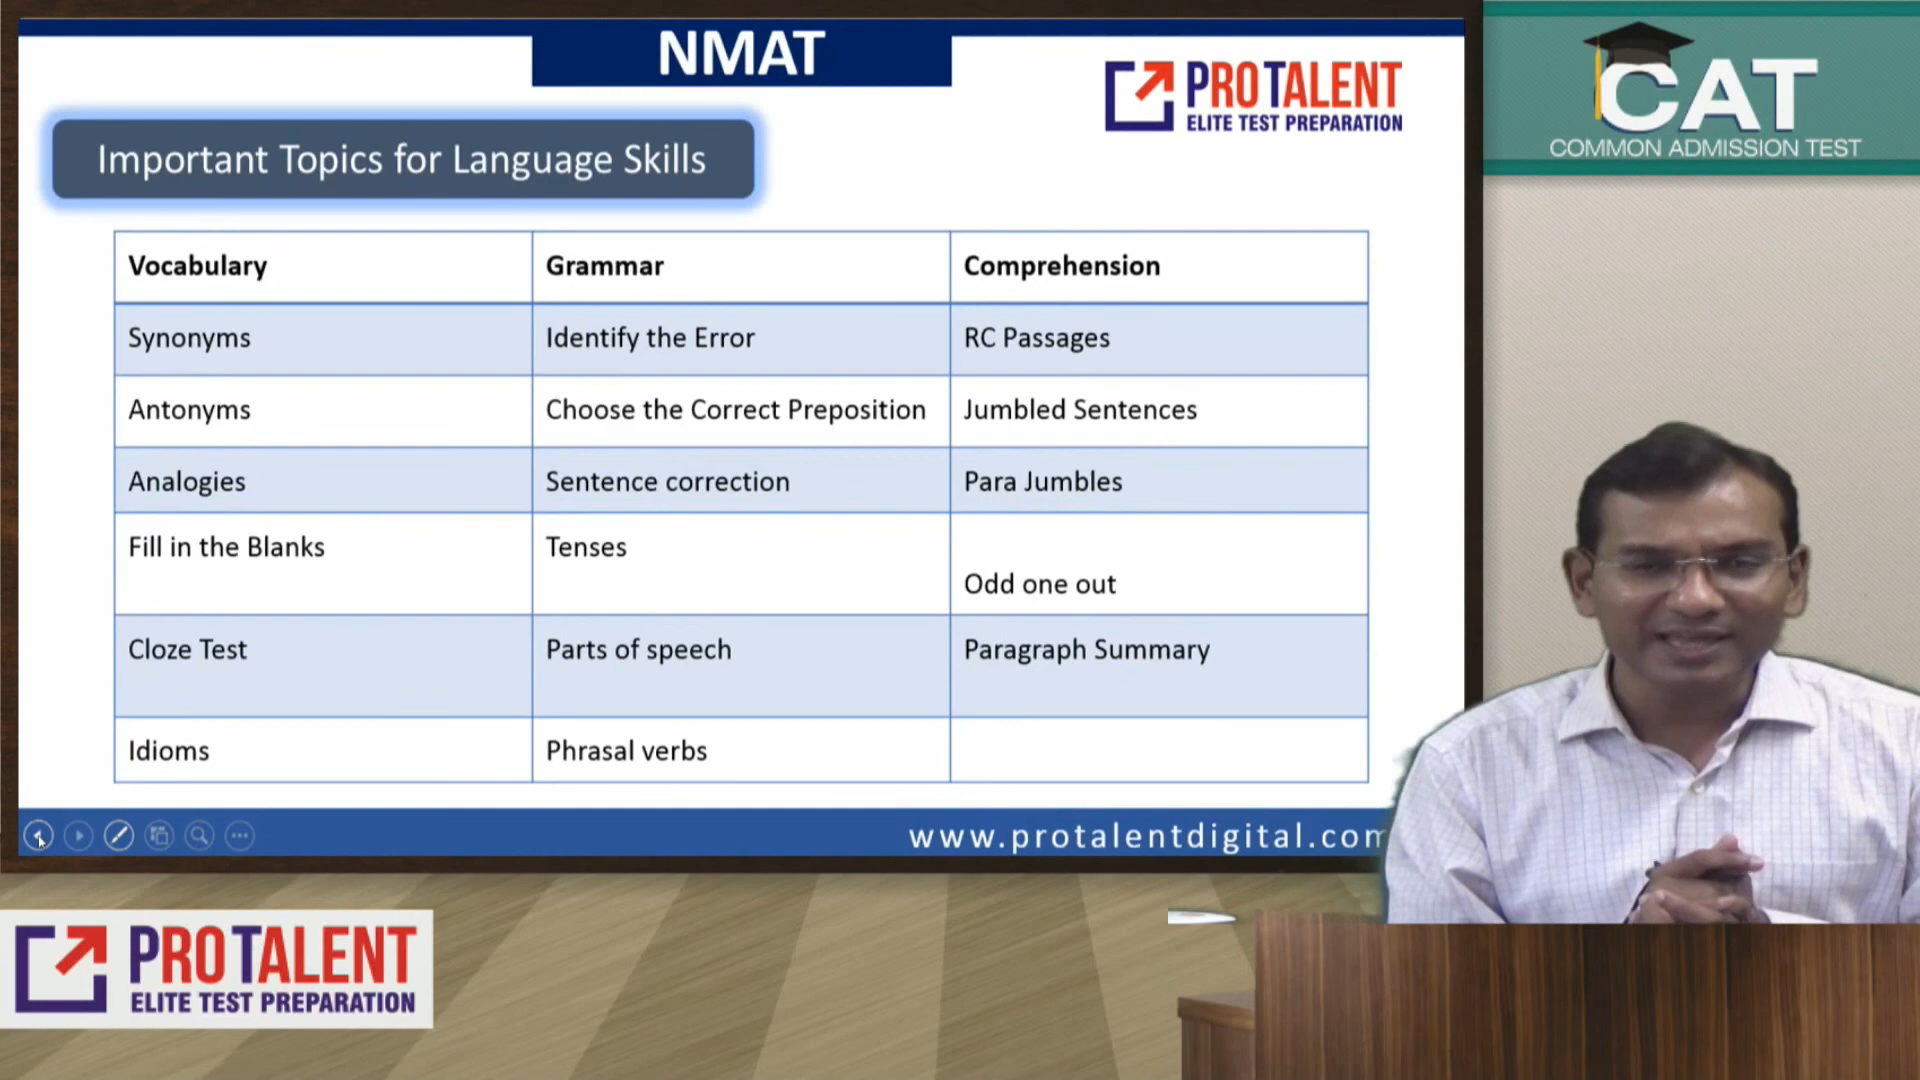 NMAT
PROTALENT
ELITE TEST PREPARATION
CAT
COMMON ADMISSION TEST
Important Topics for Language Skills
Vocabulary
Grammar
Comprehension
Synonyms
Identify the Error
RC Passages
Antonyms
Choose the Correct Preposition
Jumbled Sentences
Analogies
Sentence correction
Para Jumbles
Fill in the Blanks
Tenses
Odd one out
Cloze Test
Parts of speech
Paragraph Summary
Idioms
Phrasal verbs
www.protalentdigital.com
PROTALENT
ELITE TEST PREPARATION